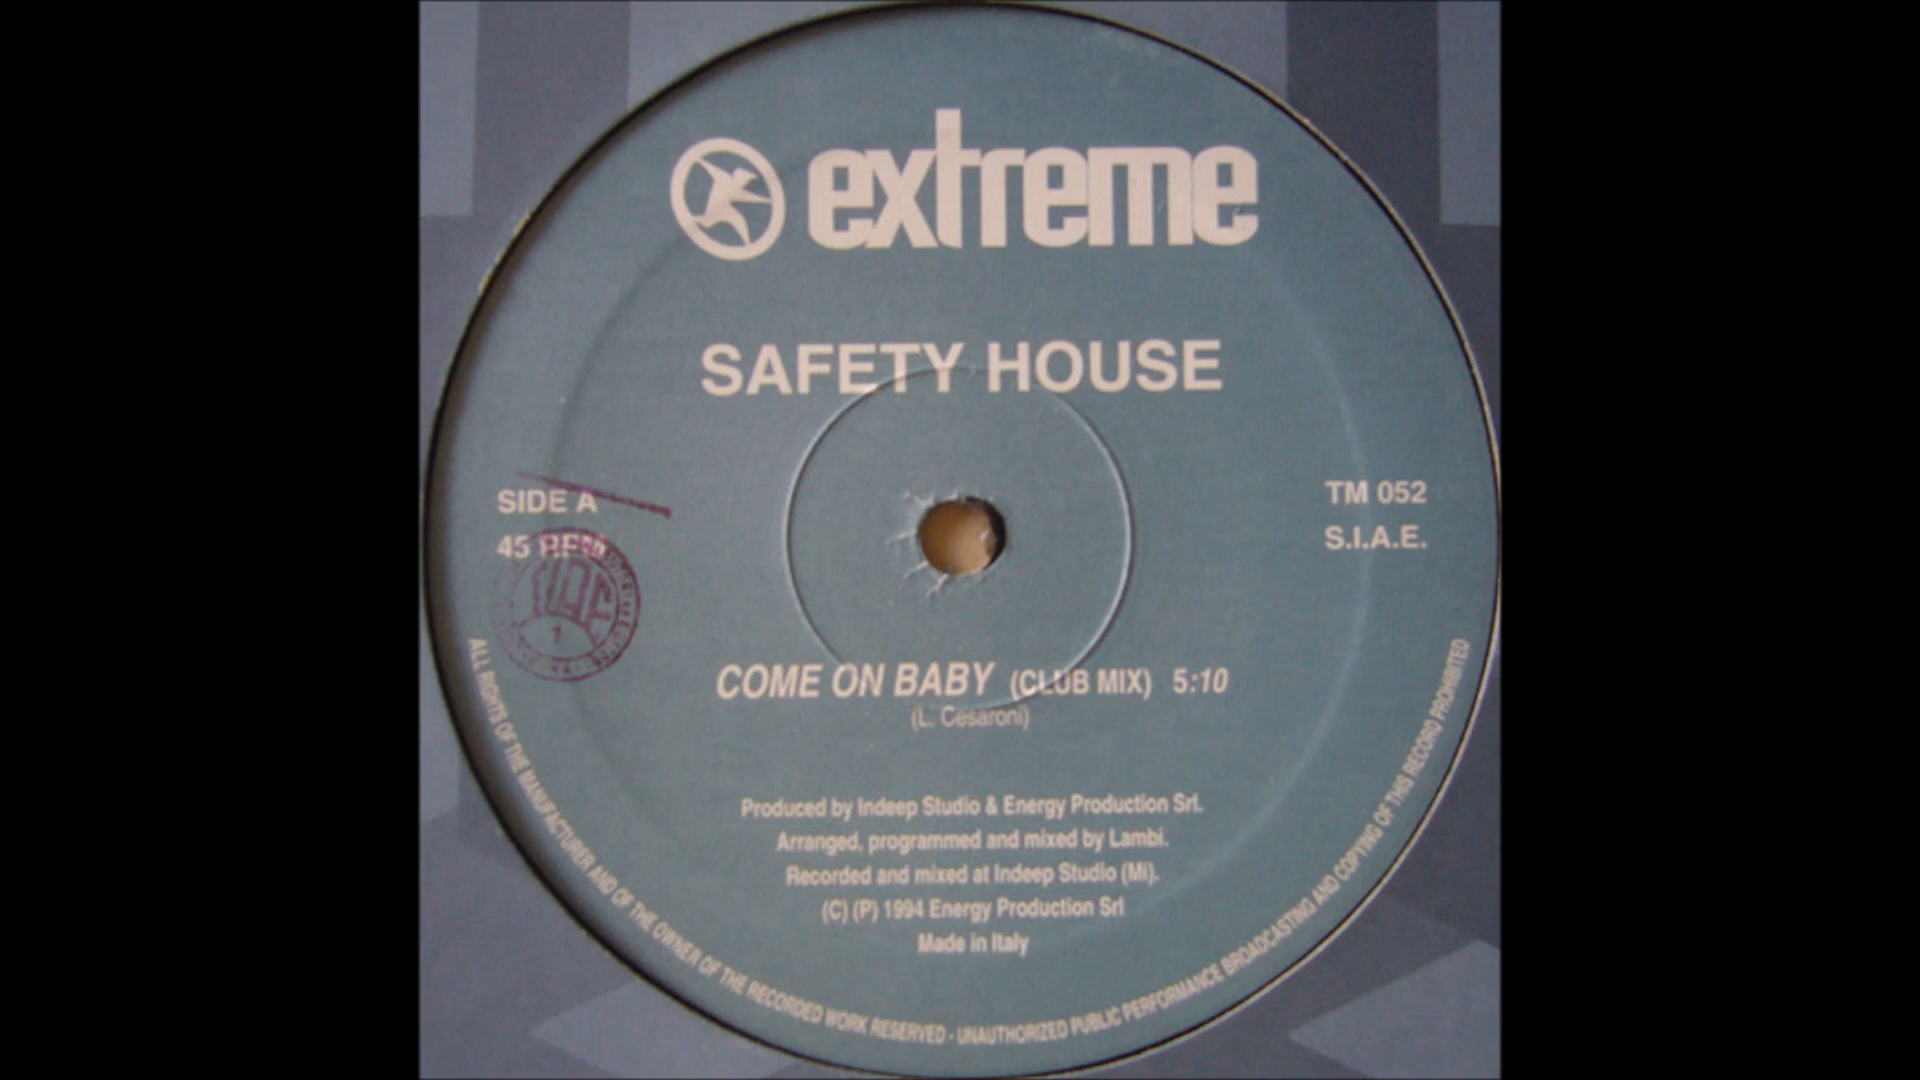 extreme
SAFETY HOUSE
SIDE A
45 RPM
TM 052
S.I.A.E.
COME ON BABY (CLUB MIX) 5:10
(L. Cesaroni)
Produced by Indeep Studio & Energy Production Srl.
Arranged, programmed and mixed by Lambi.
Recorded and mixed at Indeep Studio (Mi).
(C) (P) 1994 Energy Production Srl
Made in Italy
ALL RIGHTS OF THE MANUFACTURER AND OF THE OWNER OF THE RECORDED WORK RESERVED - UNAUTHORIZED PUBLIC PERFORMANCE BROADCASTING AND COPYING OF THIS RECORD PROHIBITED